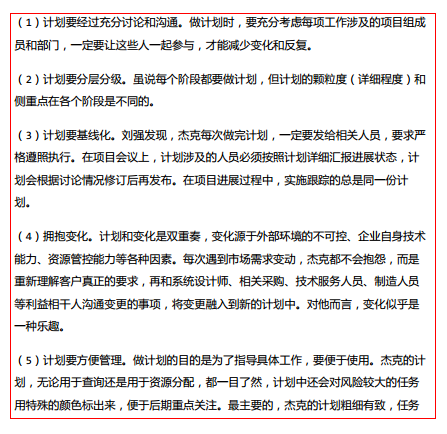 （1）计划要经过充分讨论和沟通。做计划时，要充分考虑每项工作涉及的项目组成
员和部门，一定要让这些人一起参与，才能减少变化和反复。
（2）计划要分层分级。虽说每个阶段都要做计划，但计划的颗粒度（详细程度）和
侧重点在各个阶段是不同的。
（3）计划要基线化。刘强发现，杰克每次做完计划，一定要发给相关人员，要求严
格遵照执行。在项目会议上，计划涉及的人员必须按照计划详细汇报进展状态，计
划会根据讨论情况修订后再发布。在项目进展过程中，实施跟踪的总是同一份计
划。
（4）拥抱变化。计划和变化是双重奏，变化源于外部环境的不可控、企业自身技术
能力、资源管控能力等各种因素。每次遇到市场需求变动，杰克都不会抱怨，而是
重新理解客户真正的要求，再和系统设计师、相关采购、技术服务人员、制造人员
等利益相干人沟通变更的事项，将变更融入到新的计划中。对他而言，变化似乎是
一种乐趣。
（5）计划要方便管理。做计划的目的是为了指导具体工作，要便于使用。杰克的计
划，无论用于查询还是用于资源分配，都一目了然，计划中还会对风险较大的任务
用特殊的颜色标出来，便于后期重点关注。最主要的，杰克的计划粗细有致，任务